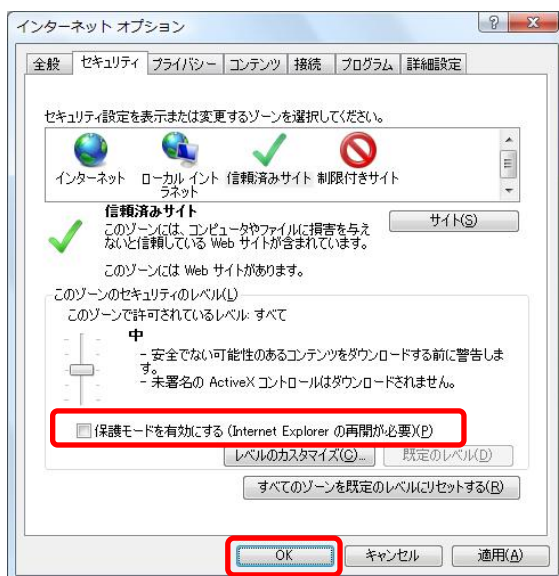 インターネット オプション
全般 セキュリティ プライバシー コンテンツ 接続 プログラム 詳細設定
セキュリティ設定を表示または変更するゾーンを選択してください。
インターネット ローカル イント 信頼済みサイト 制限付きサイト
ラネット
信頼済みサイト
サイト(S)
このゾーンには、コンピュータやファイルに損害を与え
ないと信頼している Web サイトが含まれています。
このゾーンには Web サイトがあります。
このゾーンのセキュリティのレベル(L)
このゾーンで許可されているレベル: すべて
中
- 安全でない可能性のあるコンテンツをダウンロードする前に警告しま
す。
- 未署名の ActiveX コントロールはダウンロードされません。
保護モードを有効にする (Internet Explorer の再開が必要)(P)
レベルのカスタマイズ(C)... 既定のレベル(D)
すべてのゾーンを既定のレベルにリセットする(R)
OK キャンセル 適用(A)